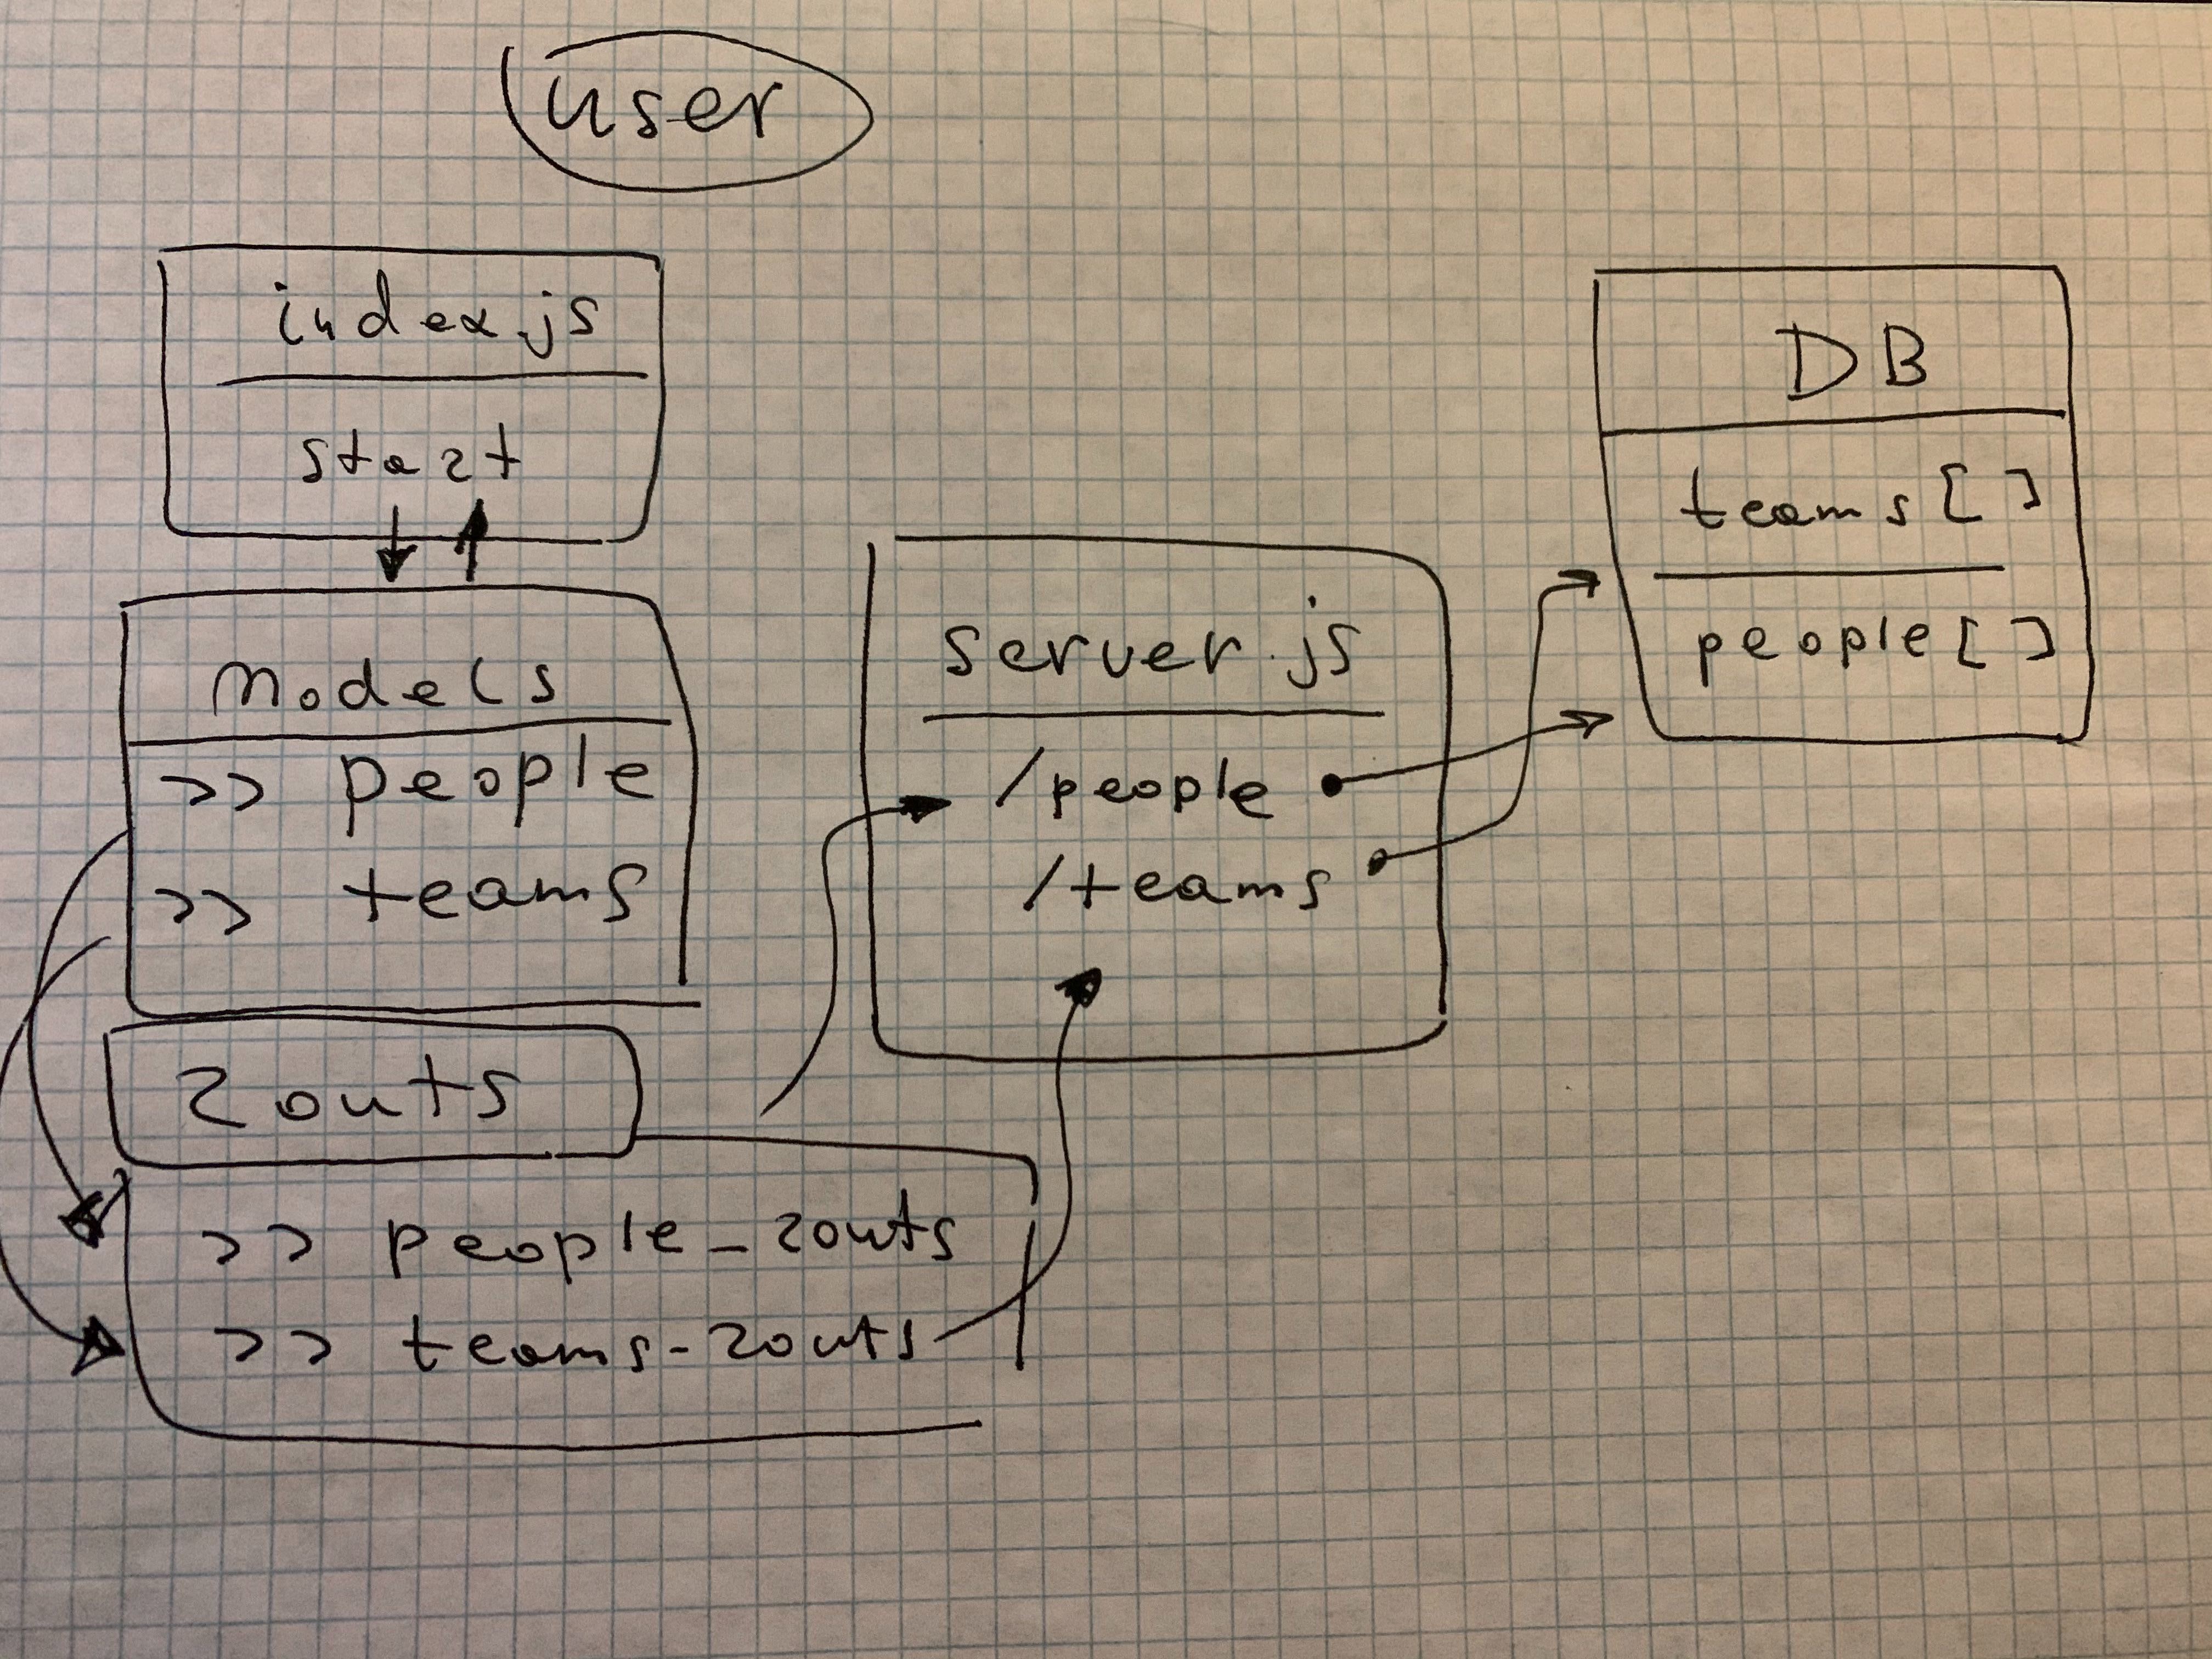 user
index.js
start
Models
>> people
>> teams
routs
>> people_routs
>> teams-routs
server.js
/people
/teams
DB
teams[]
people[]